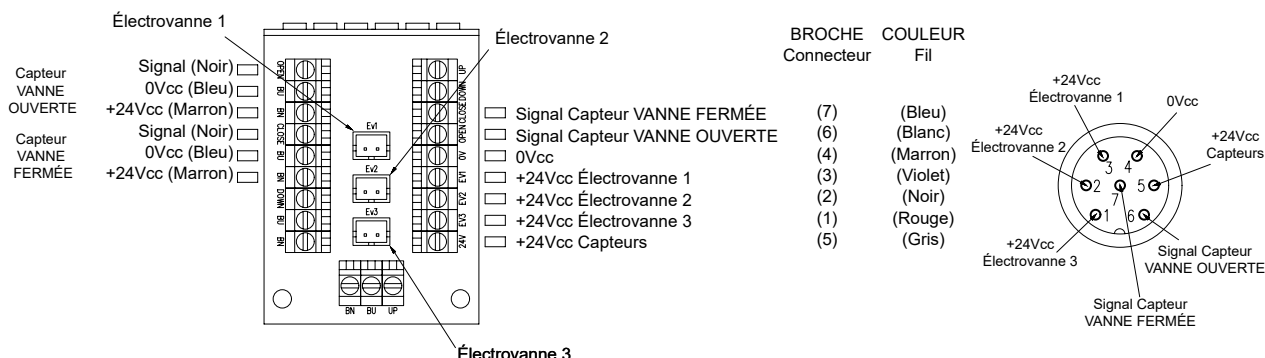 Électrovanne 1
Électrovanne 2
Capteur
VANNE
OUVERTE
Signal (Noir)
0Vcc (Bleu)
+24Vcc (Marron)
Capteur
VANNE
FERMÉE
Signal (Noir)
0Vcc (Bleu)
+24Vcc (Marron)
OPEN
BU
BN
CLOSE
BU
BN
DOWN
BU
BN
Ev1
Ev2
Ev3
UP
DOWN
CLOSE
OPEN
0V
EV1
EV2
EV3
24V
BN BU UP
Électrovanne 3
BROCHE COULEUR
Connecteur Fil
Signal Capteur VANNE FERMÉE (7) (Bleu)
Signal Capteur VANNE OUVERTE (6) (Blanc)
0Vcc (4) (Marron)
+24Vcc Électrovanne 1 (3) (Violet)
+24Vcc Électrovanne 2 (2) (Noir)
+24Vcc Électrovanne 3 (1) (Rouge)
+24Vcc Capteurs (5) (Gris)
+24Vcc
Électrovanne 1
0Vcc
+24Vcc
Électrovanne 2
+24Vcc
Capteurs
3 4
2 5
7
1 6
+24Vcc
Électrovanne 3
Signal Capteur
VANNE OUVERTE
Signal Capteur
VANNE FERMÉE